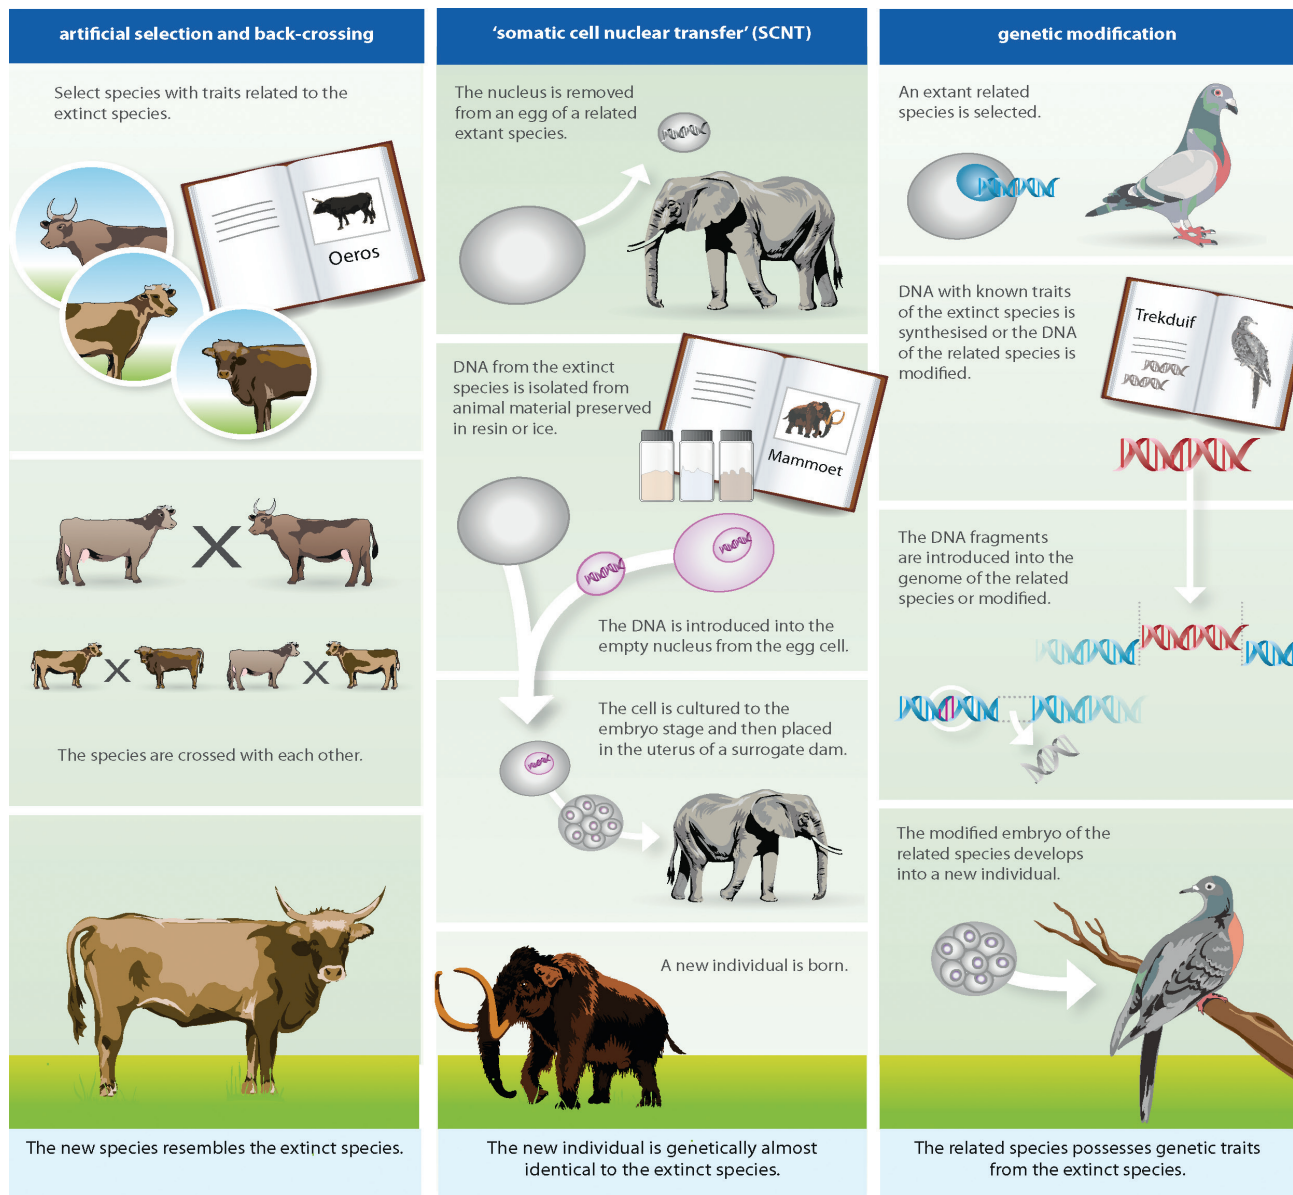 artificial selection and back-crossing
Select species with traits related to the
extinct species.
Oeros
The species are crossed with each other.
The new species resembles the extinct species.
‘somatic cell nuclear transfer’ (SCNT)
The nucleus is removed
from an egg of a related
extant species.
DNA from the extinct
species is isolated from
animal material preserved
in resin or ice.
Mammoet
The DNA is introduced into the
empty nucleus from the egg cell.
The cell is cultured to the
embryo stage and then placed
in the uterus of a surrogate dam.
A new individual is born.
The new individual is genetically almost
identical to the extinct species.
genetic modification
An extant related
species is selected.
DNA with known traits
of the extinct species is
synthesised or the DNA
of the related species is
modified.
Trekduif
The DNA fragments
are introduced into the
genome of the related
species or modified.
The modified embryo of the
related species develops
into a new individual.
The related species possesses genetic traits
from the extinct species.